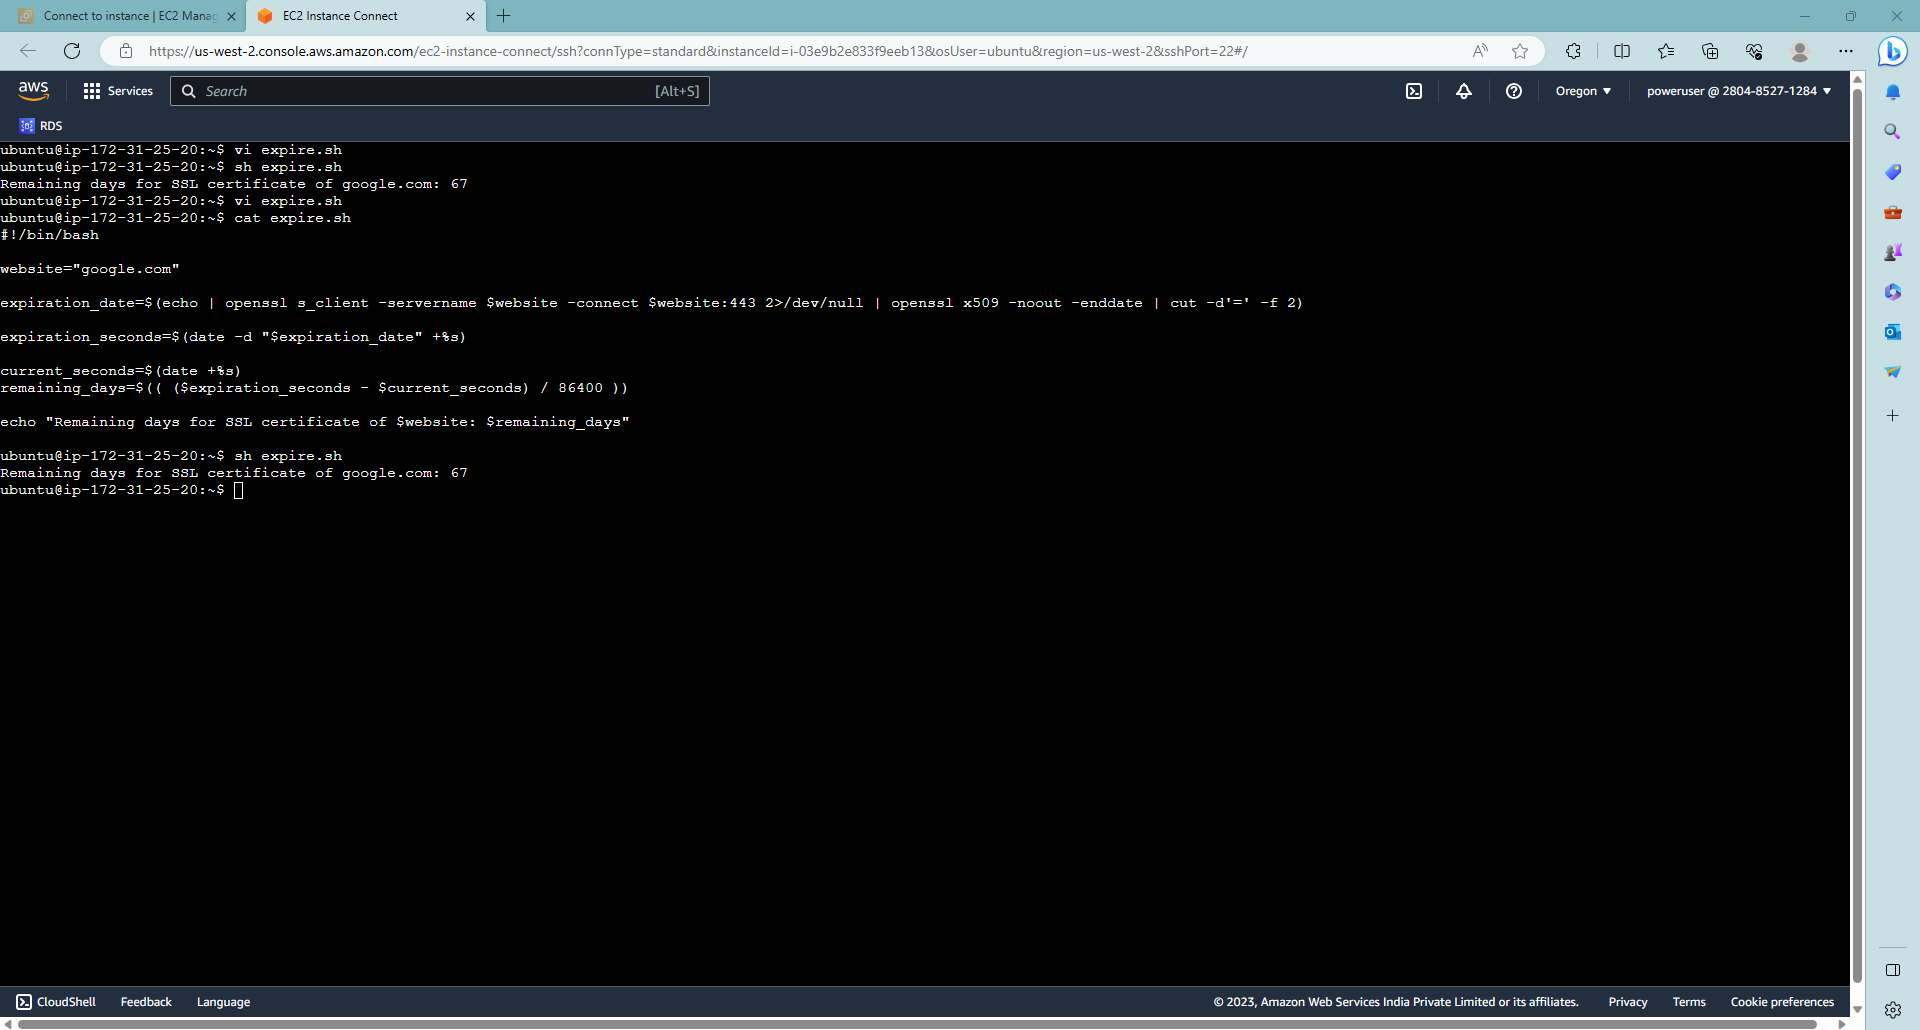 Connect to instance | EC2 Manag
EC2 Instance Connect
https://us-west-2.console.aws.amazon.com/ec2-instance-connect/ssh?connType=standard&instanceId=i-03e9b2e833f9eeb13&osUser=ubuntu&region=us-west-2&sshPort=22#/
aws
Services
Search
[Alt+S]
Oregon
poweruser @ 2804-8527-1284
RDS
ubuntu@ip-172-31-25-20:~$ vi expire.sh
ubuntu@ip-172-31-25-20:~$ sh expire.sh
Remaining days for SSL certificate of google.com: 67
ubuntu@ip-172-31-25-20:~$ vi expire.sh
ubuntu@ip-172-31-25-20:~$ cat expire.sh
#!/bin/bash
website="google.com"
expiration_date=$(echo | openssl s_client -servername $website -connect $website:443 2>/dev/null | openssl x509 -noout -enddate | cut -d'=' -f 2)
expiration_seconds=$(date -d "$expiration_date" +%s)
current_seconds=$(date +%s)
remaining_days=$(( ($expiration_seconds - $current_seconds) / 86400 ))
echo "Remaining days for SSL certificate of $website: $remaining_days"
ubuntu@ip-172-31-25-20:~$ sh expire.sh
Remaining days for SSL certificate of google.com: 67
ubuntu@ip-172-31-25-20:~$
CloudShell
Feedback
Language
© 2023, Amazon Web Services India Private Limited or its affiliates.
Privacy
Terms
Cookie preferences